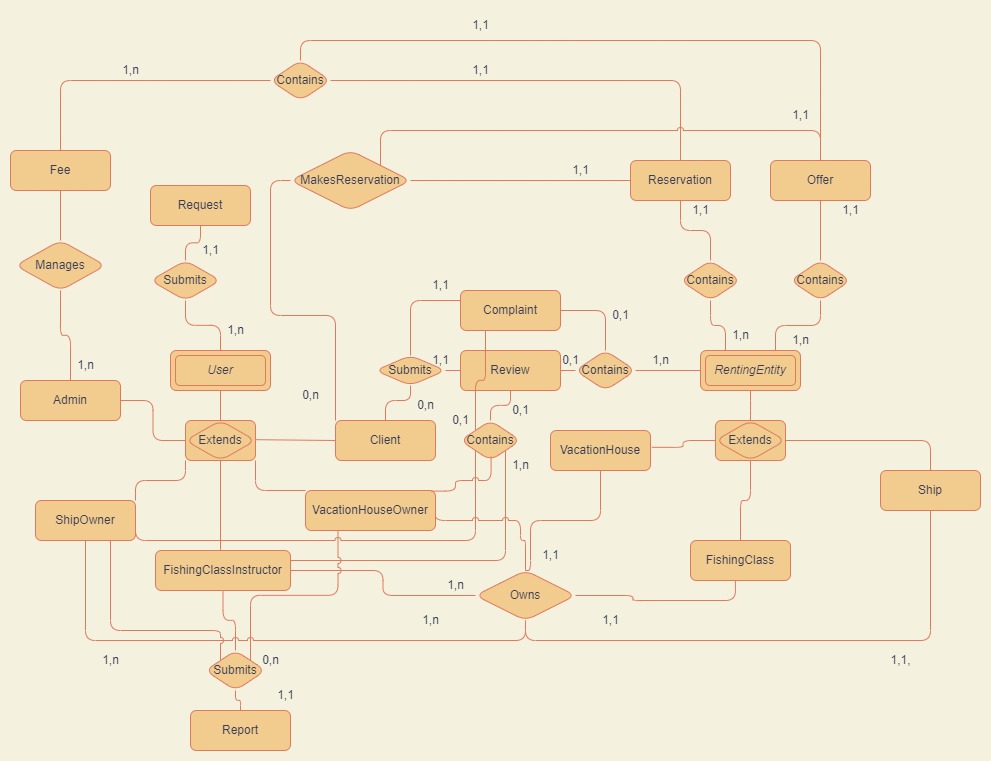 1,1
1,n
1,1
Contains
1,1
Fee
MakesReservation
1,1
Reservation
Offer
Request
1,1
1,1
1,1
Manages
Submits
Contains
Contains
1,1
Complaint
0,1
1,n
1,n
1,n
1,n
User
Submits
1,1
Review
0,1
Contains
1,n
RentingEntity
Admin
0,n
0,n
0,1
0,1
Extends
Client
Contains
VacationHouse
Extends
1,n
Ship
ShipOwner
VacationHouseOwner
1,1
FishingClass
FishingClassInstructor
1,n
Owns
1,n
1,1
1,n
0,n
1,1,
Submits
1,1
Report